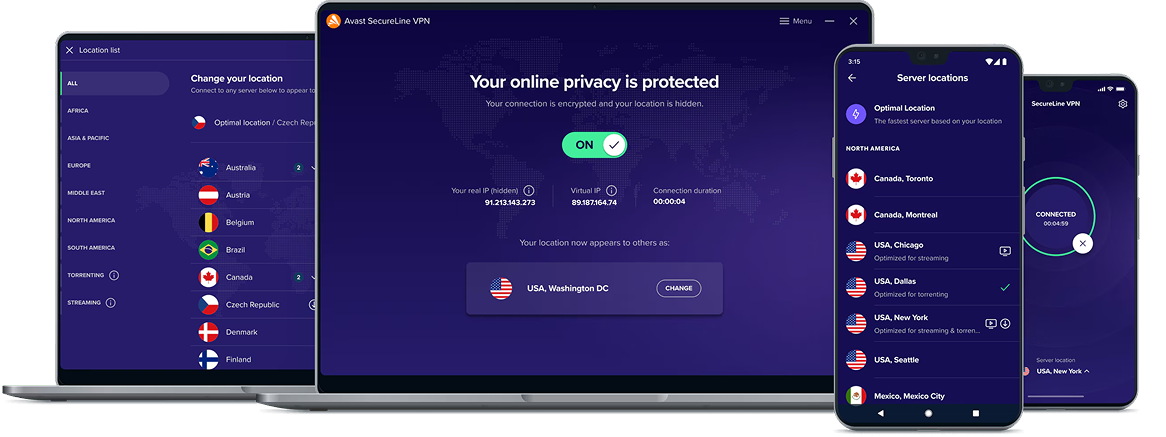 Location list
ALL
AFRICA
ASIA & PACIFIC
EUROPE
MIDDLE EAST
NORTH AMERICA
SOUTH AMERICA
TORRENTING
STREAMING
Change your location
Connect to any server below to appear to
Optimal location / Czech
Australia 2
Austria
Belgium
Brazil
Canada 2
Czech Republic
Denmark
Finland
Avast SecureLine VPN
Menu
Your online privacy is protected
Your connection is encrypted and your location is hidden.
ON
Your real IP (hidden)
91.213.143.273
Virtual IP
89.187.164.74
Connection duration
00:00:04
Your location now appears to others as:
USA, Washington DC
CHANGE
3:15
Server locations
Optimal Location
The fastest server based on your location
NORTH AMERICA
Canada, Toronto
Canada, Montreal
USA, Chicago
Optimized for streaming
USA, Dallas
Optimized for torrenting
USA, New York
Optimized for streaming & torren...
USA, Seattle
Mexico, Mexico City
SecureLine VPN
CONNECTED
00:04:59
Server location
USA, New York